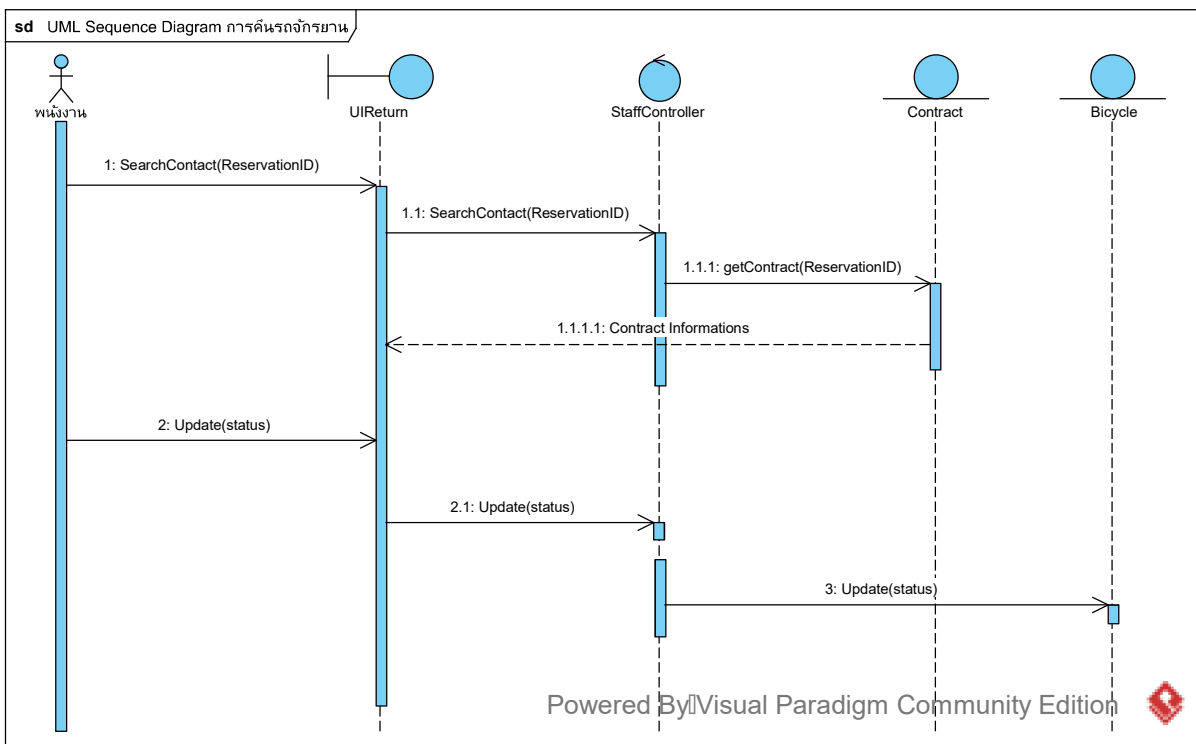 sd UML Sequence Diagram การคืนรถจักรยาน
พนังงาน
UIReturn
StaffController
Contract
Bicycle
1: SearchContact(ReservationID)
1.1: SearchContact(ReservationID)
1.1.1: getContract(ReservationID)
1.1.1.1: Contract Informations
2: Update(status)
2.1: Update(status)
3: Update(status)
Powered By▯Visual Paradigm Community Edition